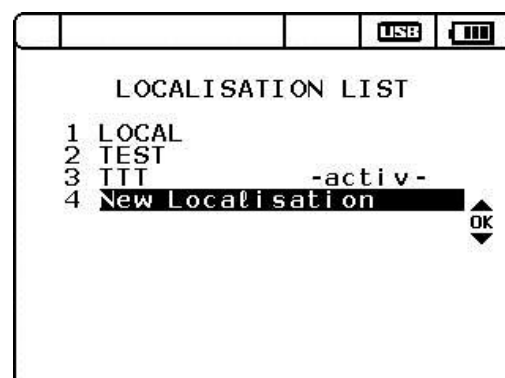 USB
LOCALISATION LIST
1 LOCAL
2 TEST
3 TTT -activ-
4 New Localisation
OK